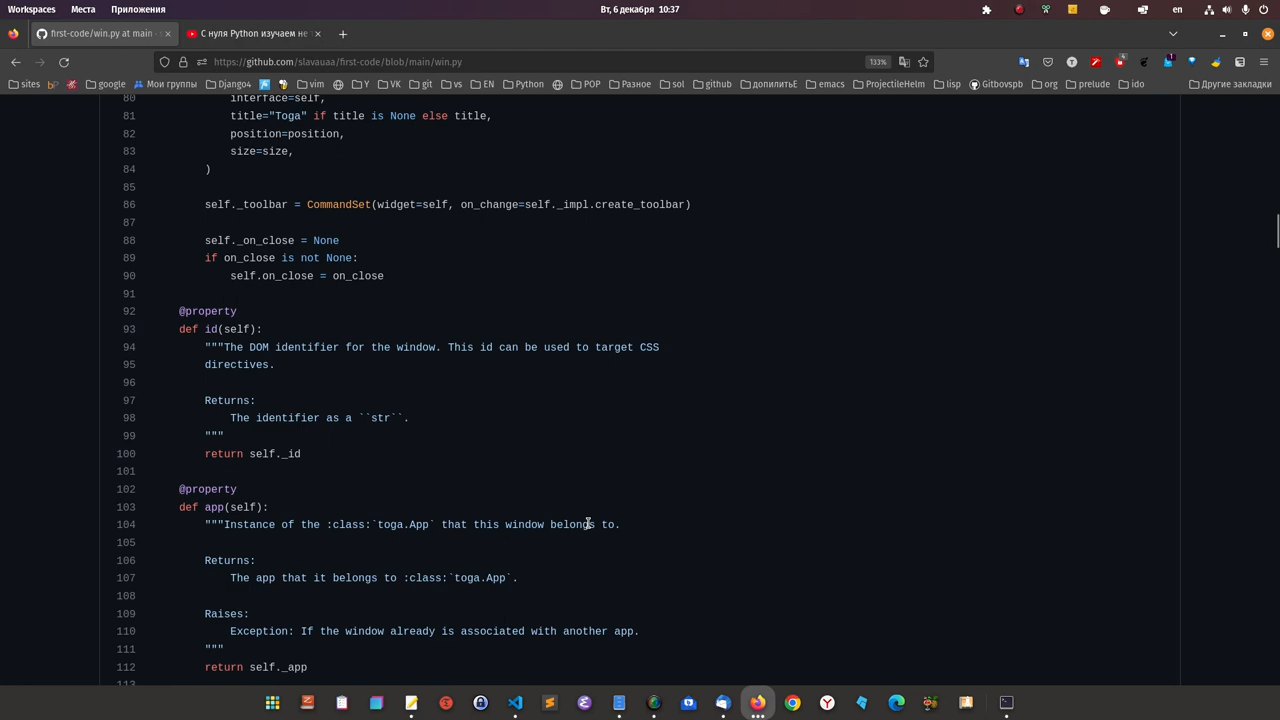 Workspaces Места Приложения Вт, 6 декабря 10:37 en
first-code/win.py at main · s × С нуля Python изучаем не × +
https://github.com/slavauaa/first-code/blob/main/win.py 133%
sites google Мои группы Django4 vim Y VK git vs EN Python POP Разное sol github допилитьЕ emacs ProjectileHelm lisp Gitbovspb org prelude ido Другие закладки
80 interface=self,
81 title="Toga" if title is None else title,
82 position=position,
83 size=size,
84 )
85
86 self._toolbar = CommandSet(widget=self, on_change=self._impl.create_toolbar)
87
88 self._on_close = None
89 if on_close is not None:
90 self.on_close = on_close
91
92 @property
93 def id(self):
94 """The DOM identifier for the window. This id can be used to target CSS
95 directives.
96
97 Returns:
98 The identifier as a ``str``.
99 """
100 return self._id
101
102 @property
103 def app(self):
104 """Instance of the :class:`toga.App` that this window belongs to.
105
106 Returns:
107 The app that it belongs to :class:`toga.App`.
108
109 Raises:
110 Exception: If the window already is associated with another app.
111 """
112 return self._app
113